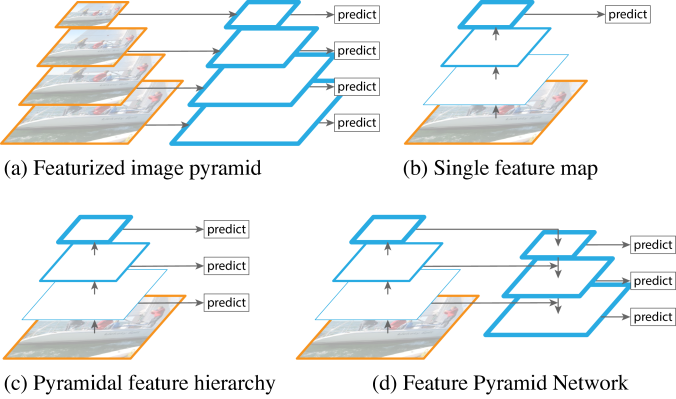 predict
predict
predict
predict
predict
(a) Featurized image pyramid
(b) Single feature map
predict
predict
predict
predict
predict
predict
(c) Pyramidal feature hierarchy
(d) Feature Pyramid Network